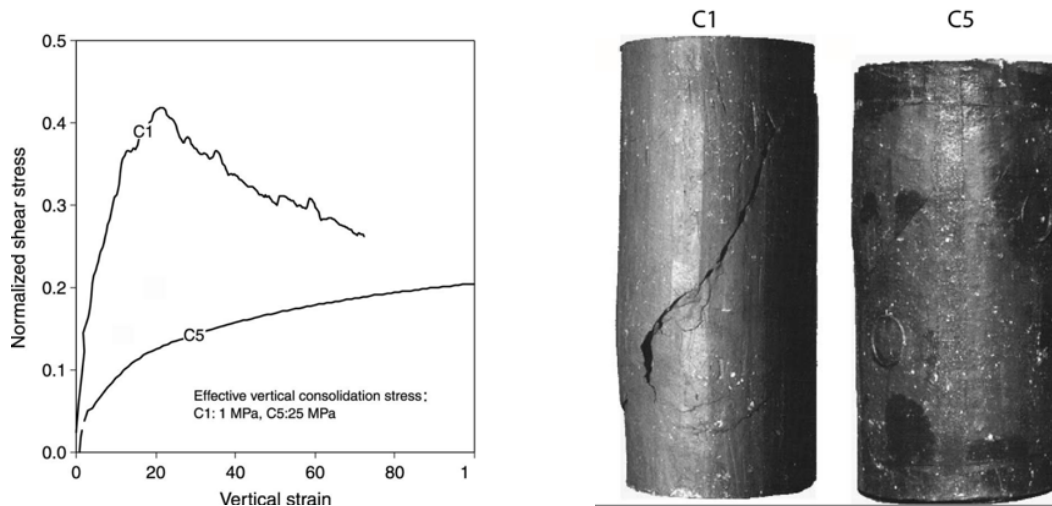 C1
C5
0.5
0.4
0.3
0.2
0.1
0.0
Normalized shear stress
C1
C5
Effective vertical consolidation stress:
C1: 1 MPa, C5:25 MPa
0
20
40
60
80
1
Vertical strain